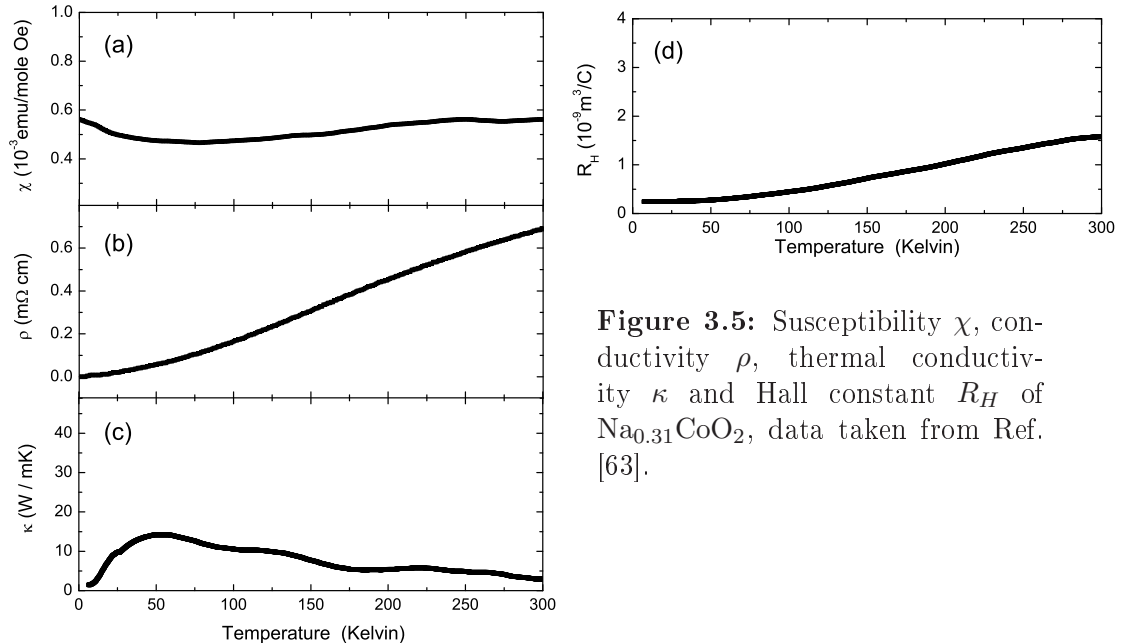 (a)
χ (10⁻³emu/mole Oe)
1.0
0.8
0.6
0.4
(b)
ρ (mΩ cm)
0.6
0.4
0.2
0.0
(c)
κ (W / mK)
40
30
20
10
0
0 50 100 150 200 250 300
Temperature (Kelvin)
(d)
R_H (10⁻⁹m³/C)
4
3
2
1
0
0 50 100 150 200 250 300
Temperature (Kelvin)
Figure 3.5: Susceptibility χ, con-
ductivity ρ, thermal conductiv-
ity κ and Hall constant R_H of
Na₀.₃₁CoO₂, data taken from Ref.
[63].